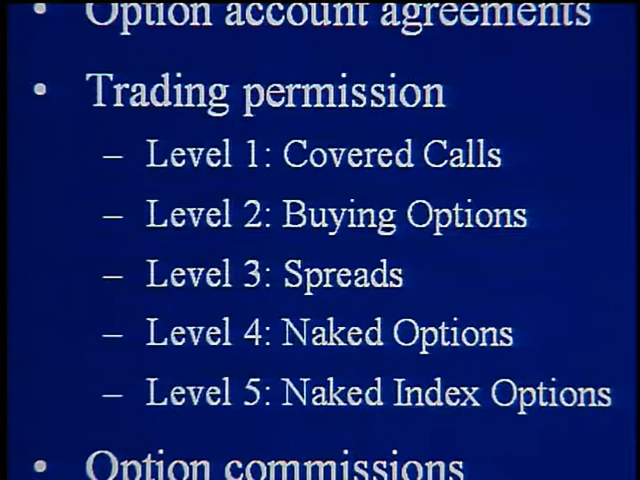 • Option account agreements
• Trading permission
– Level 1: Covered Calls
– Level 2: Buying Options
– Level 3: Spreads
– Level 4: Naked Options
– Level 5: Naked Index Options
• Option commissions